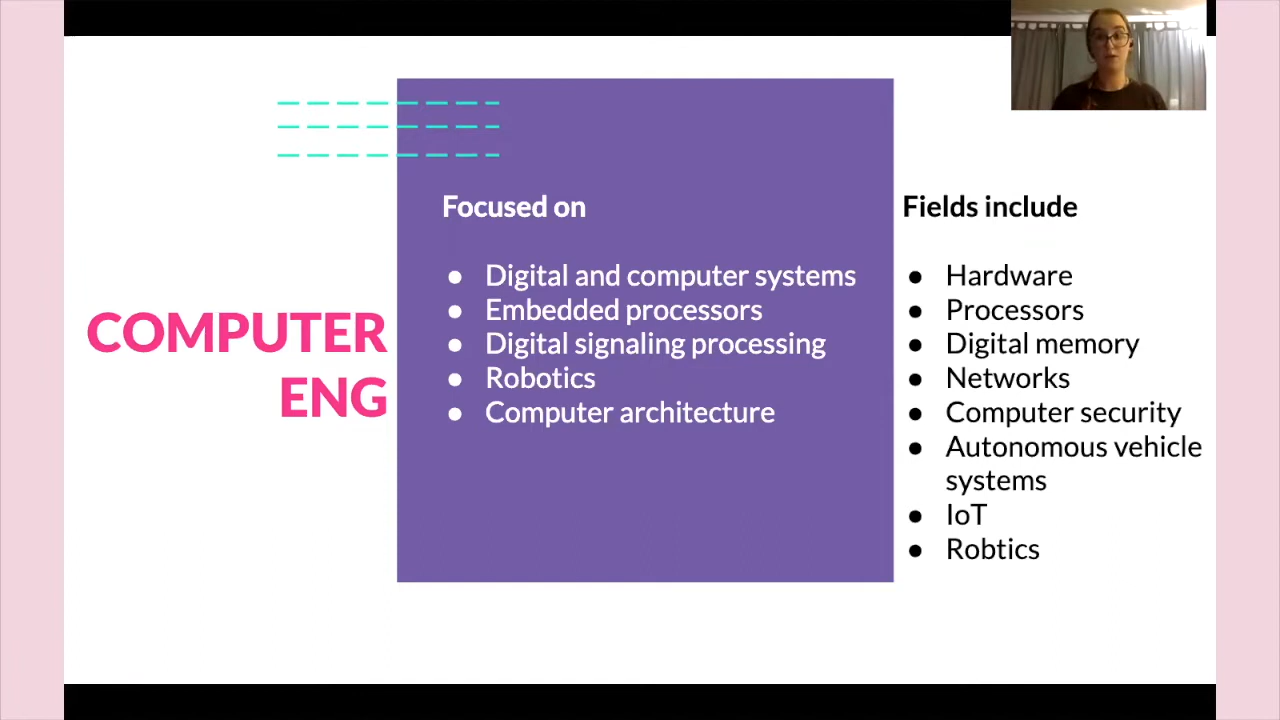 COMPUTER
ENG
Focused on
● Digital and computer systems
● Embedded processors
● Digital signaling processing
● Robotics
● Computer architecture
Fields include
● Hardware
● Processors
● Digital memory
● Networks
● Computer security
● Autonomous vehicle
systems
● IoT
● Robtics